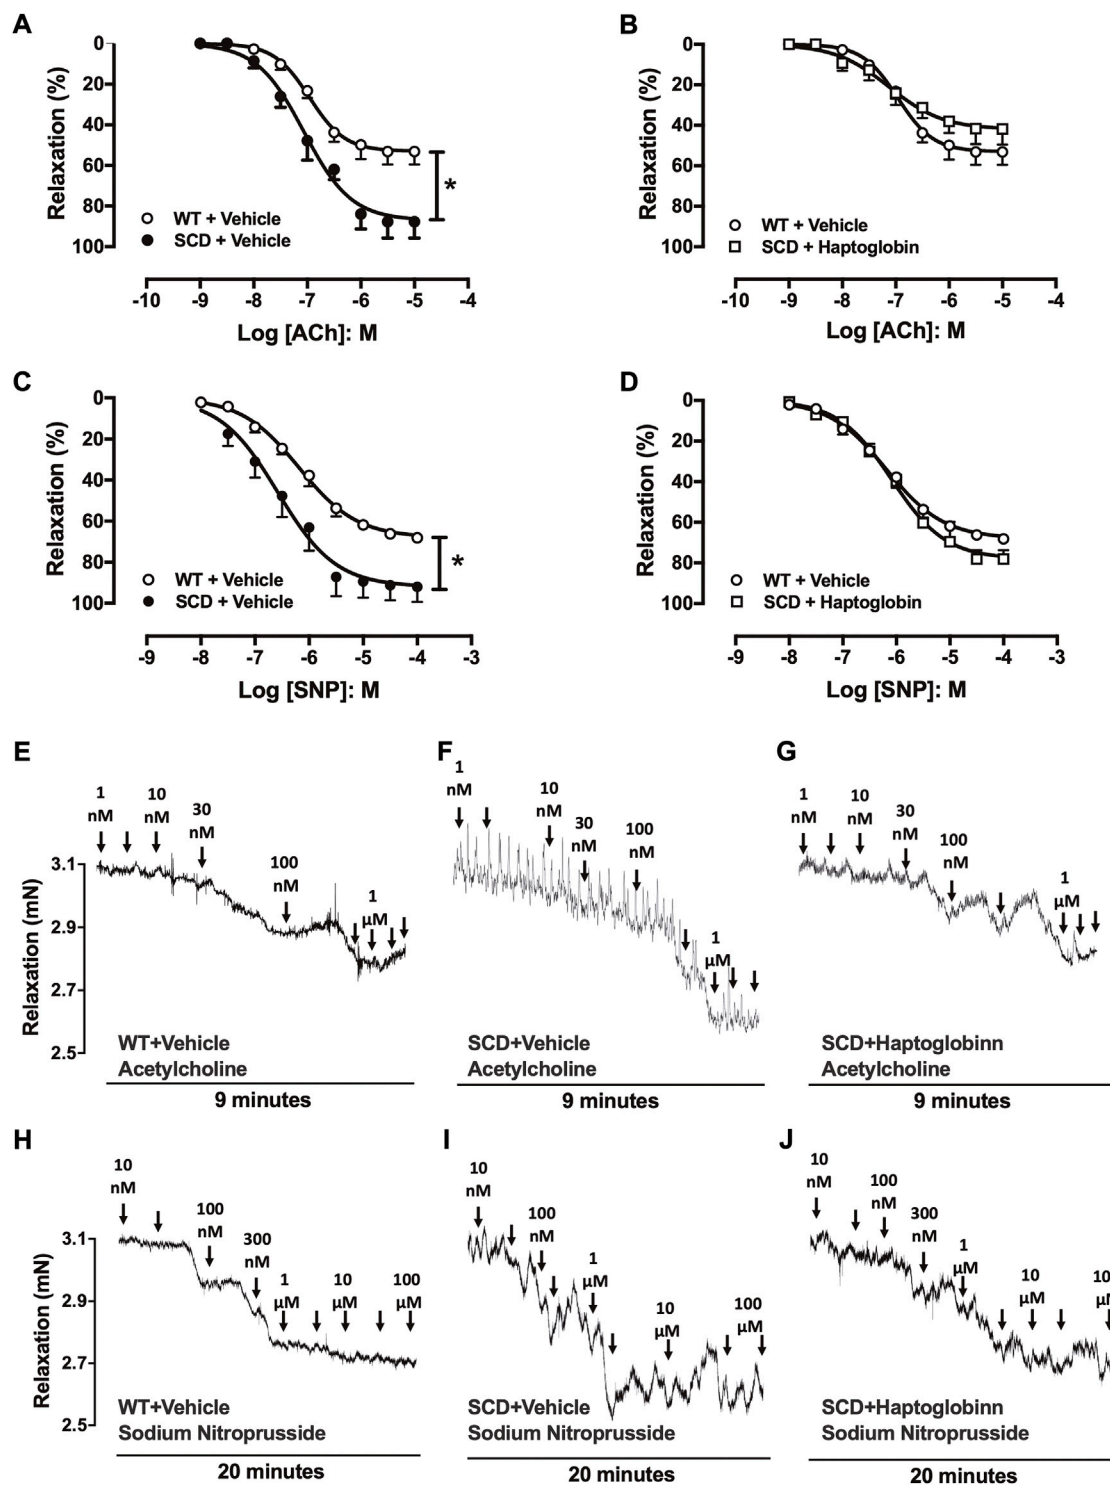 A
B
0
20
40
60
80
100
Relaxation (%)
WT + Vehicle
SCD + Vehicle
*
-10 -9 -8 -7 -6 -5 -4
Log [ACh]: M
0
20
40
60
80
100
Relaxation (%)
WT + Vehicle
SCD + Haptoglobin
-10 -9 -8 -7 -6 -5 -4
Log [ACh]: M
C
D
0
20
40
60
80
100
Relaxation (%)
WT + Vehicle
SCD + Vehicle
*
-9 -8 -7 -6 -5 -4 -3
Log [SNP]: M
0
20
40
60
80
100
Relaxation (%)
WT + Vehicle
SCD + Haptoglobin
-9 -8 -7 -6 -5 -4 -3
Log [SNP]: M
E
1
nM
10
nM
30
nM
100
nM
1
µM
3.1
2.9
2.7
2.5
Relaxation (mN)
WT+Vehicle
Acetylcholine
9 minutes
F
1
nM
10
nM
30
nM
100
nM
1
µM
SCD+Vehicle
Acetylcholine
9 minutes
G
1
nM
10
nM
30
nM
100
nM
1
µM
SCD+Haptoglobinn
Acetylcholine
9 minutes
H
10
nM
100
nM
300
nM
1
µM
10
µM
100
µM
3.1
2.9
2.7
2.5
Relaxation (mN)
WT+Vehicle
Sodium Nitroprusside
20 minutes
I
10
nM
100
nM
1
µM
10
µM
100
µM
SCD+Vehicle
Sodium Nitroprusside
20 minutes
J
10
nM
100
nM
300
nM
1
µM
10
µM
SCD+Haptoglobinn
Sodium Nitroprusside
20 minutes